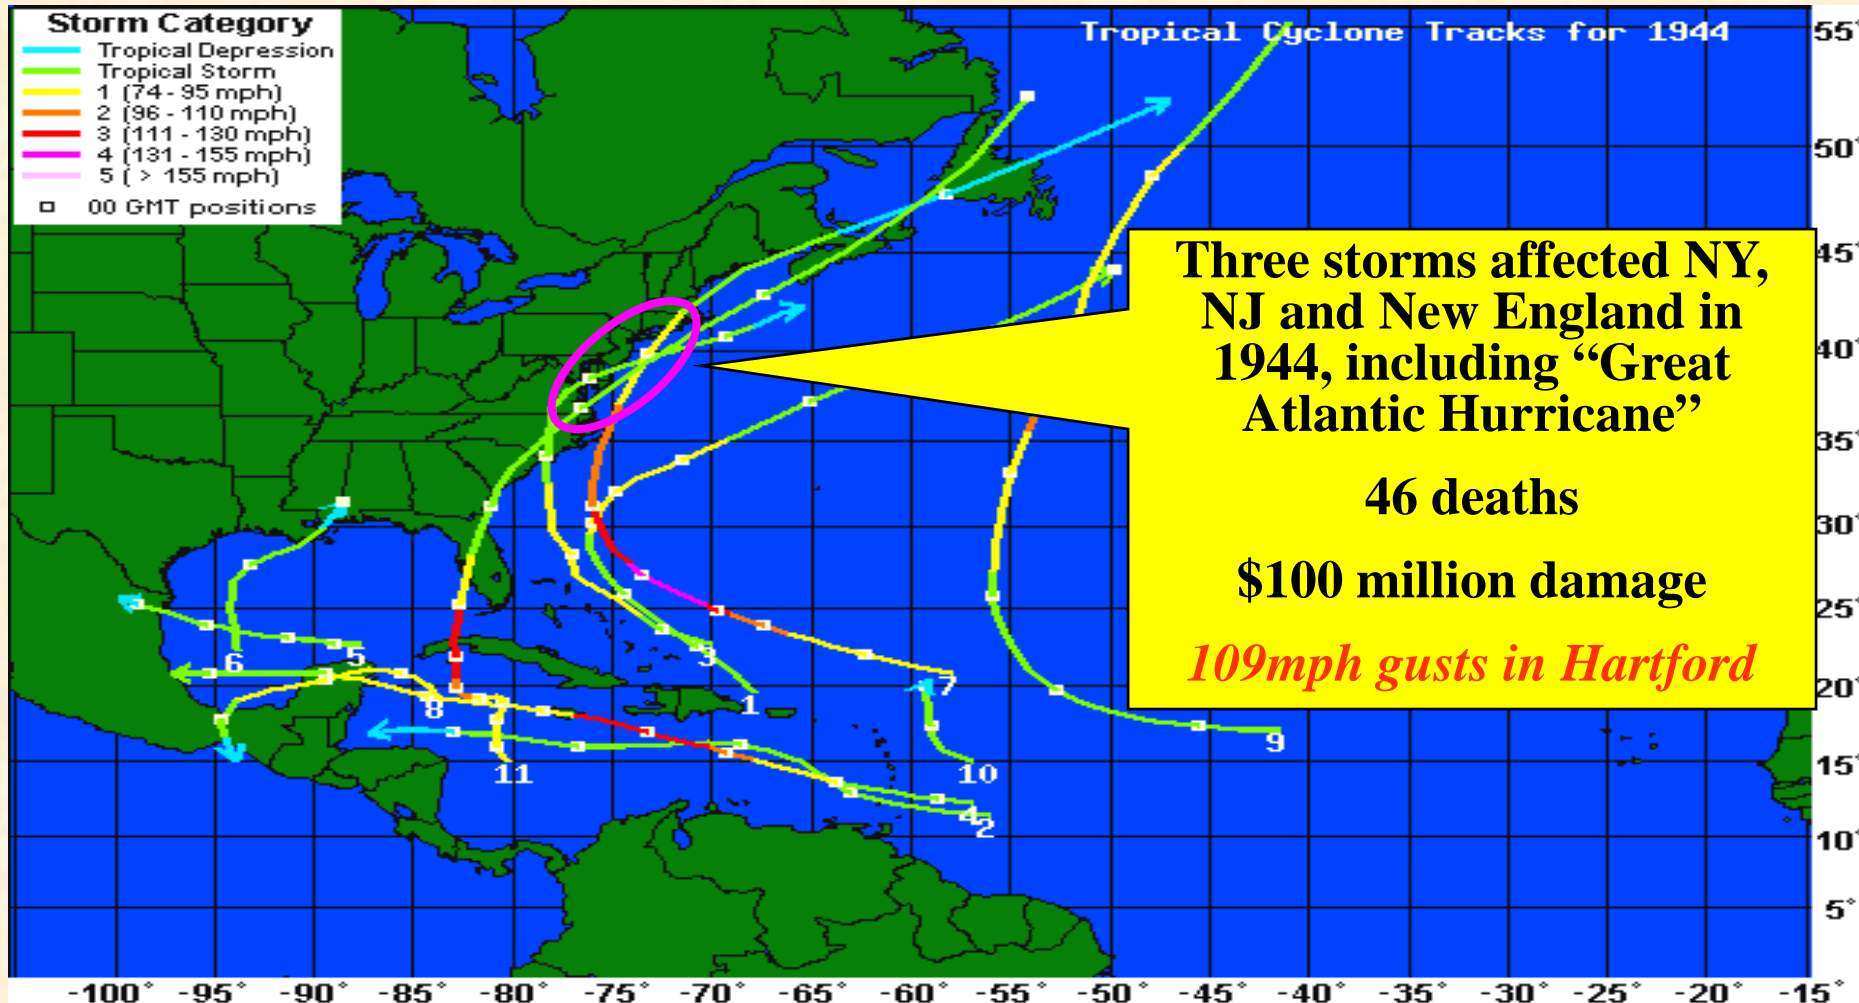 Storm Category
Tropical Depression
Tropical Storm
1 (74-95 mph)
2 (96-110 mph)
3 (111-130 mph)
4 (131-155 mph)
5 ( > 155 mph)
00 GMT positions
Tropical Cyclone Tracks for 1944
Three storms affected NY,
NJ and New England in
1944, including “Great
Atlantic Hurricane”
46 deaths
$100 million damage
109mph gusts in Hartford
6
5
3
8
1
7
9
11
10
4
2
55°
50°
45°
40°
35°
30°
25°
20°
15°
10°
5°
-100° -95° -90° -85° -80° -75° -70° -65° -60° -55° -50° -45° -40° -35° -30° -25° -20° -15°